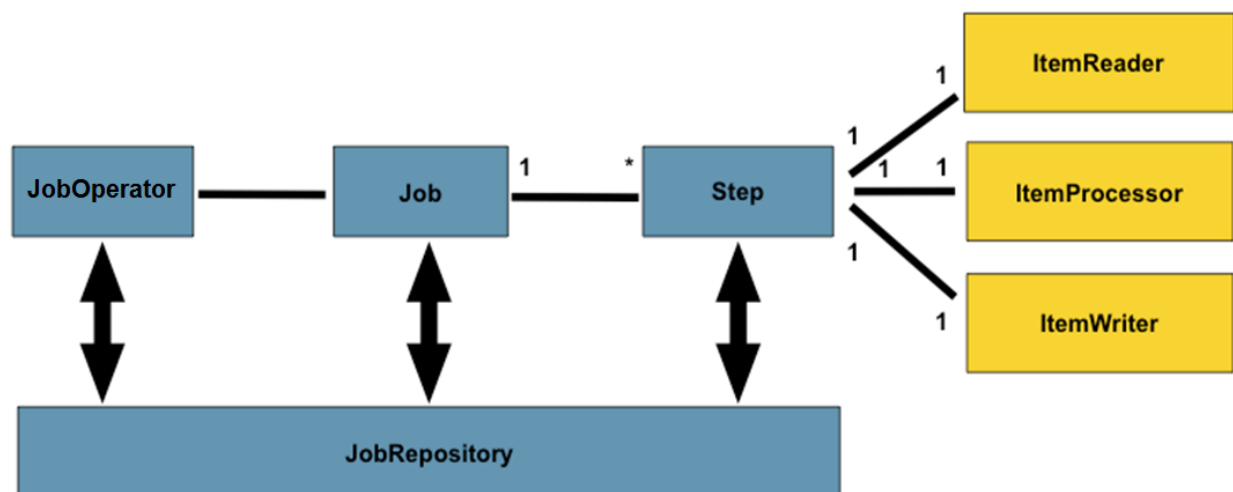 ItemReader
1
1
JobOperator
Job
1
*
Step
1
1
ItemProcessor
1
1
ItemWriter
JobRepository